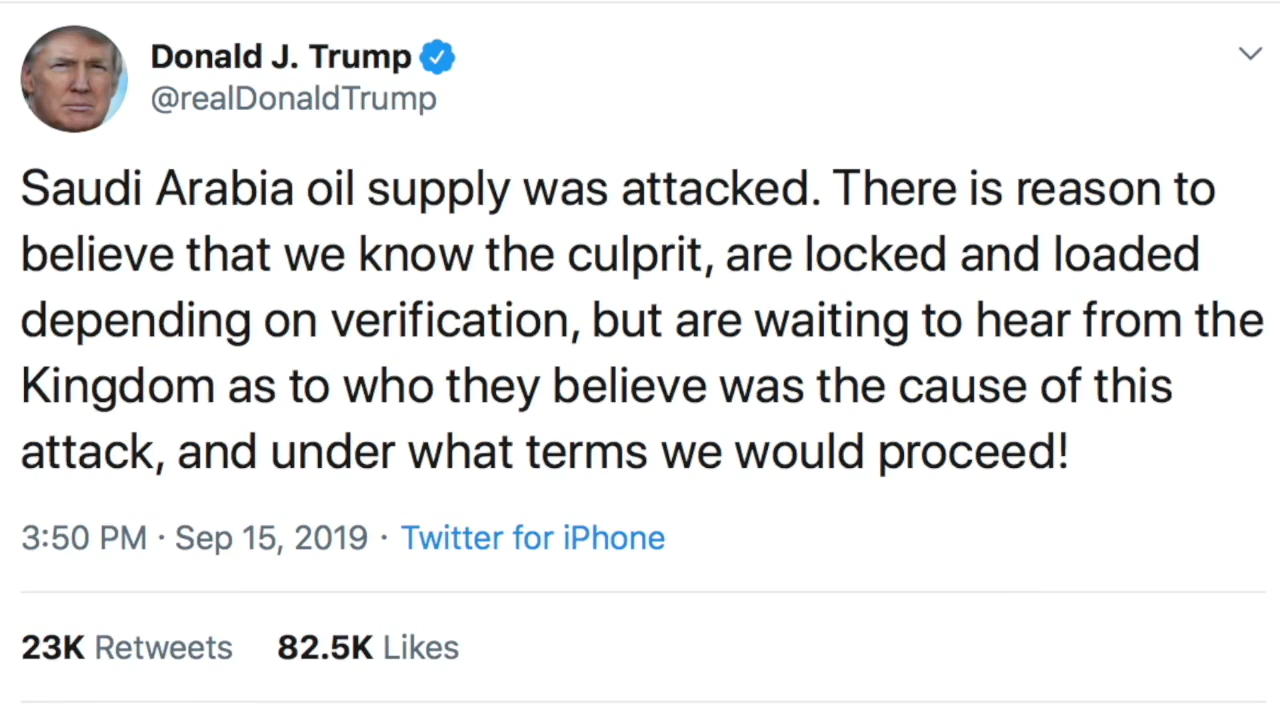 Donald J. Trump
@realDonaldTrump
Saudi Arabia oil supply was attacked. There is reason to
believe that we know the culprit, are locked and loaded
depending on verification, but are waiting to hear from the
Kingdom as to who they believe was the cause of this
attack, and under what terms we would proceed!
3:50 PM · Sep 15, 2019 · Twitter for iPhone
23K Retweets 82.5K Likes